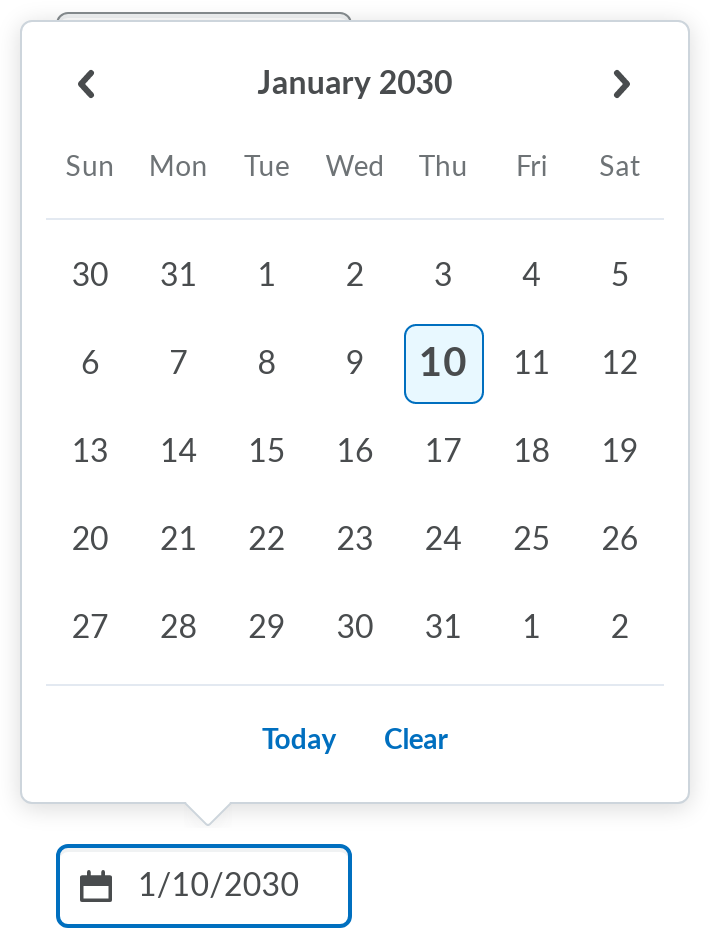 January 2030
Sun Mon Tue Wed Thu Fri Sat
30 31 1 2 3 4 5
6 7 8 9 10 11 12
13 14 15 16 17 18 19
20 21 22 23 24 25 26
27 28 29 30 31 1 2
Today Clear
1/10/2030